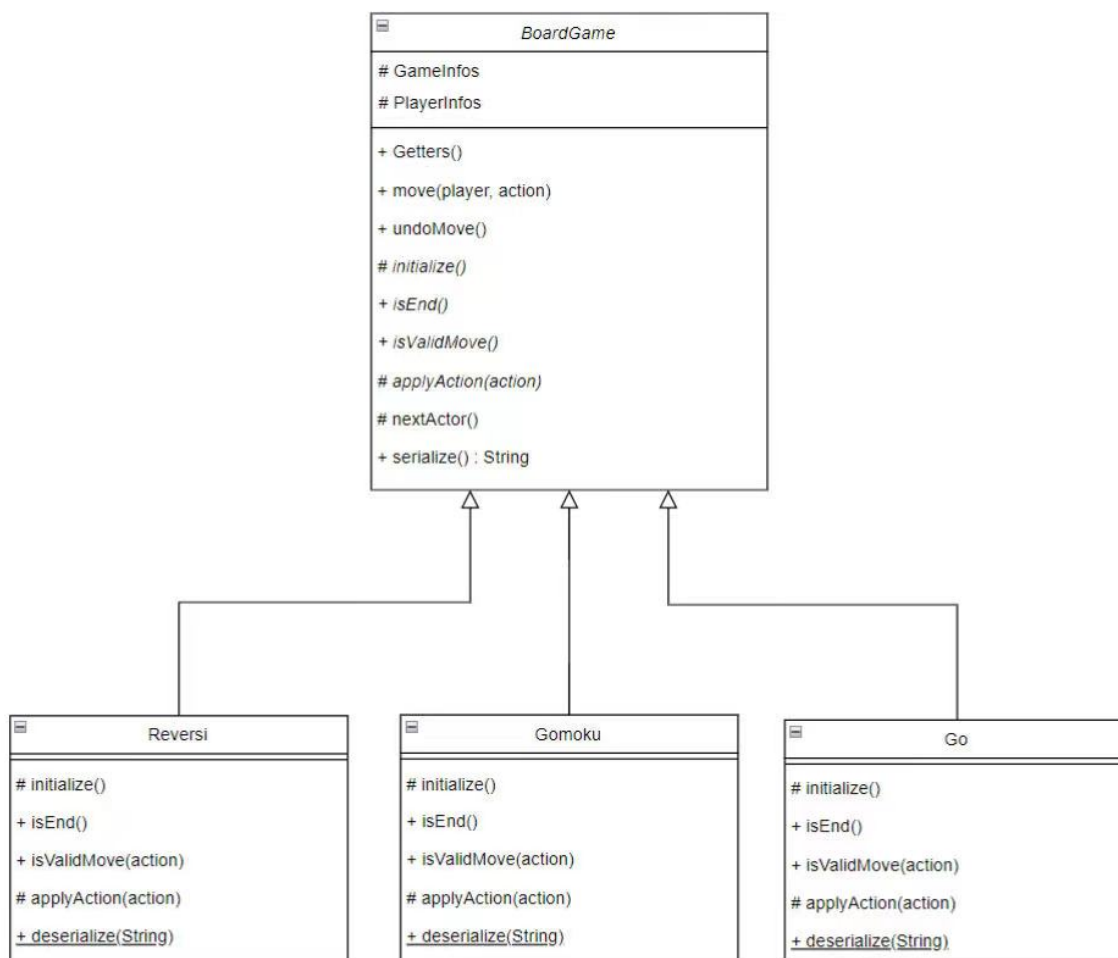 BoardGame
# GameInfos
# PlayerInfos
+ Getters()
+ move(player, action)
+ undoMove()
# initialize()
+ isEnd()
+ isValidMove()
# applyAction(action)
# nextActor()
+ serialize() : String
Reversi
# initialize()
+ isEnd()
+ isValidMove(action)
# applyAction(action)
+ deserialize(String)
Gomoku
# initialize()
+ isEnd()
+ isValidMove(action)
# applyAction(action)
+ deserialize(String)
Go
# initialize()
+ isEnd()
+ isValidMove(action)
# applyAction(action)
+ deserialize(String)